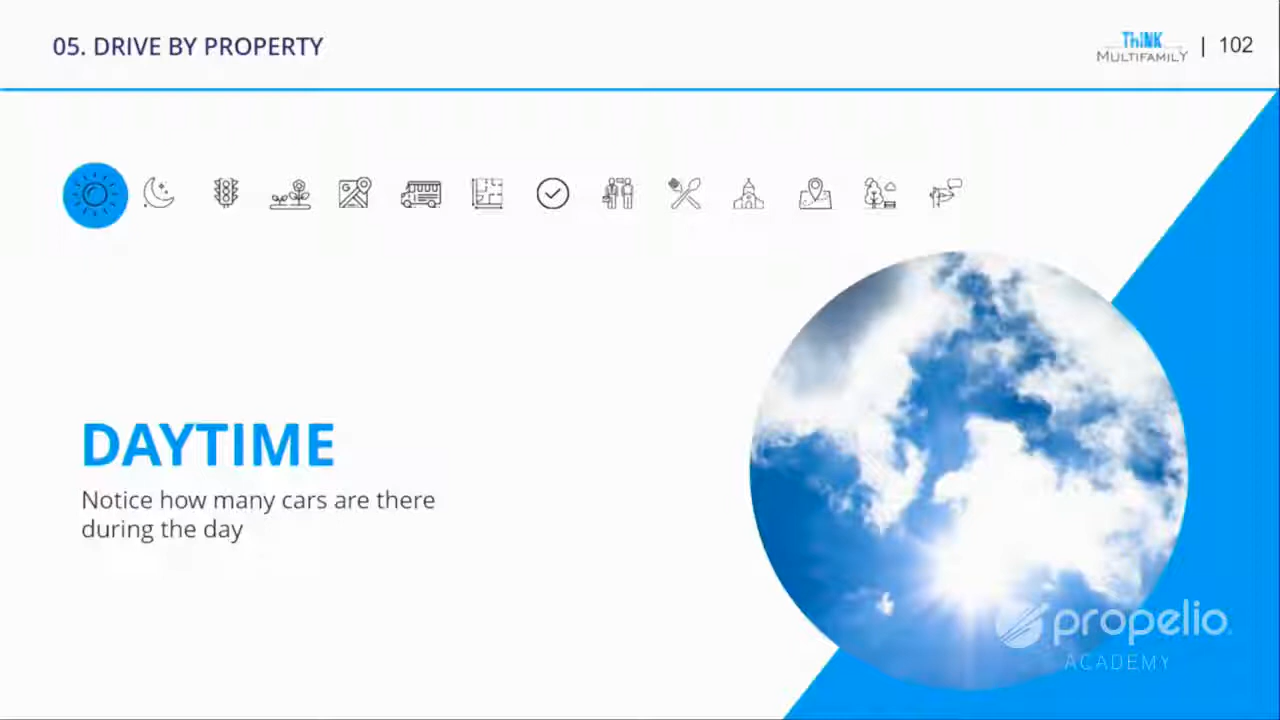 05. DRIVE BY PROPERTY
ThiNK
MULTIFAMILY
| 102
DAYTIME
Notice how many cars are there
during the day
propelio
ACADEMY